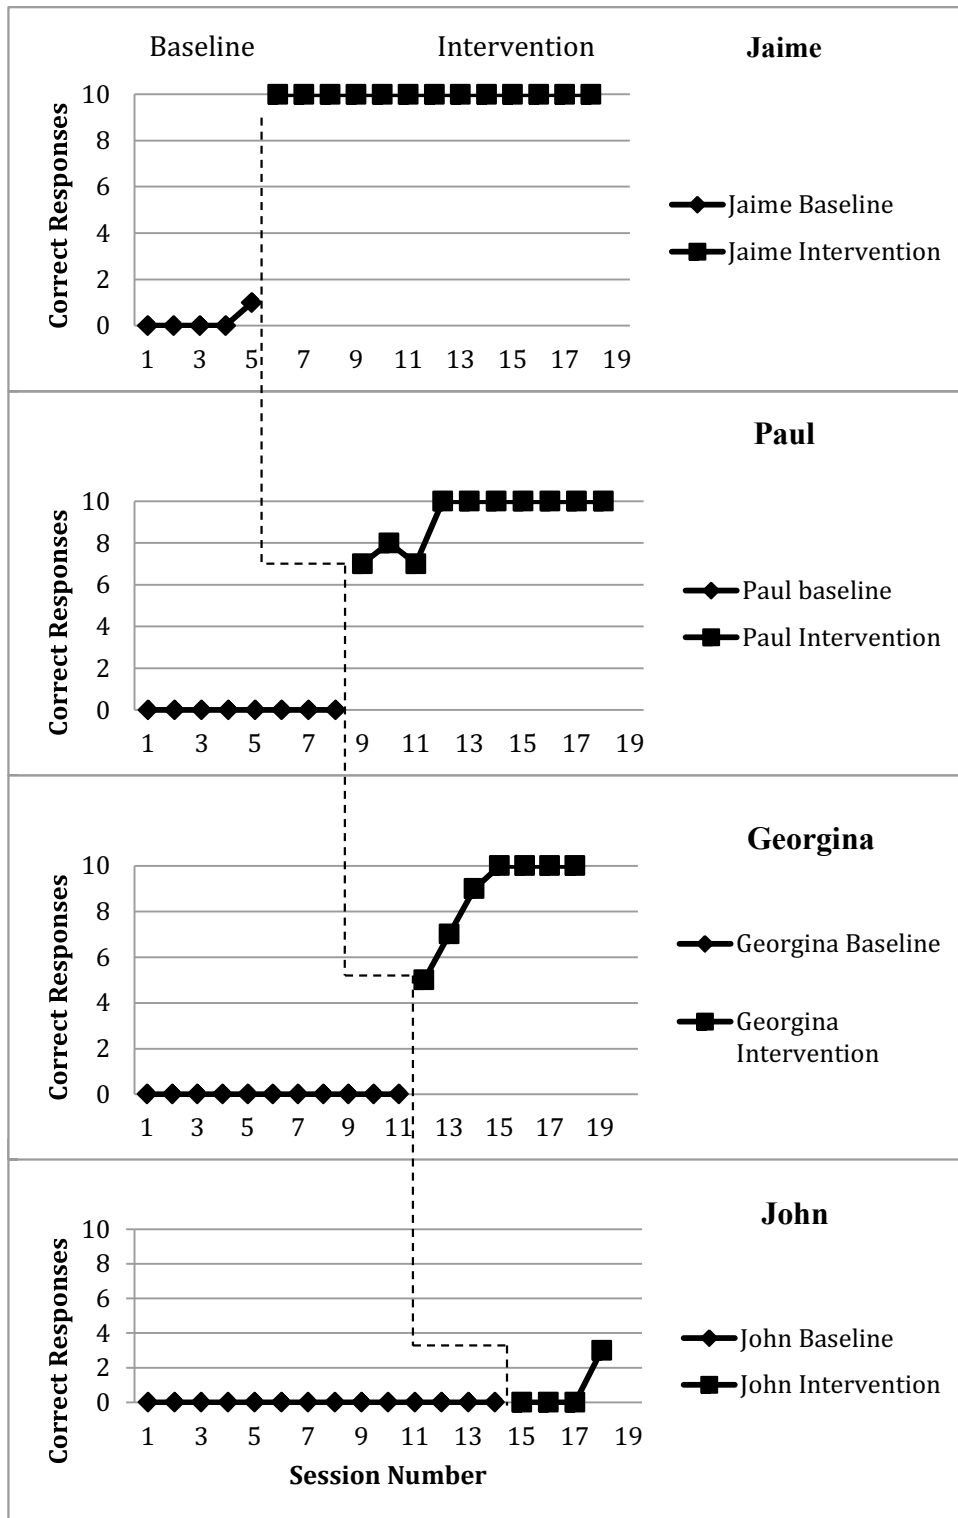 Baseline Intervention Jaime
Correct Responses
10
8
6
4
2
0
1 3 5 7 9 11 13 15 17 19
Jaime Baseline
Jaime Intervention
Paul
Correct Responses
10
8
6
4
2
0
1 3 5 7 9 11 13 15 17 19
Paul baseline
Paul Intervention
Georgina
Correct Responses
10
8
6
4
2
0
1 3 5 7 9 11 13 15 17 19
Georgina Baseline
Georgina
Intervention
John
Correct Responses
10
8
6
4
2
0
1 3 5 7 9 11 13 15 17 19
Session Number
John Baseline
John Intervention